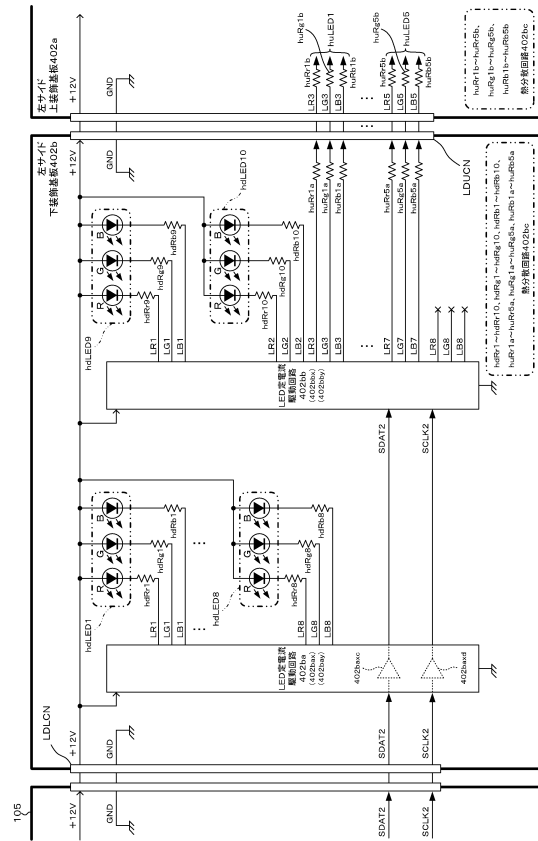 105
+12V
GND
SDAT2
SCLK2
LDLCN
+12V
GND
SDAT2
SCLK2
hdLED1
R
G
B
hdRr1
hdRg1
hdRb1
LR1
LG1
LB1
...
...
hdLED8
R
G
B
hdRr8
hdRg8
hdRb8
LR8
LG8
LB8
LED定電流
駆動回路
402ba
(402bax)
(402bay)
402baxc
402baxd
SDAT2
SCLK2
hdLED9
R
G
B
hdRr9
hdRg9
hdRb9
LR1
LG1
LB1
hdLED10
R
G
B
hdRr10
hdRg10
hdRb10
LR2
LG2
LB2
LR3
LG3
LB3
...
LR7
LG7
LB7
LR8
LG8
LB8
LED定電流
駆動回路
402bb
(402bbx)
(402bby)
huRr1a
huRg1a
huRb1a
...
huRr5a
huRg5a
huRb5a
+12V
GND
左サイド
下装飾基板402b
LDUCN
hdRr1~hdRr10、hdRg1~hdRg10、hdRb1~hdRb10、
huRr1a~huRr5a、huRg1a~huRg5a、huRb1a~huRb5a
熱分散回路402bc
左サイド
上装飾基板402a
+12V
GND
...
LR3
LG3
LB3
huRr1b
huRg1b
huRb1b
huLED1
...
LR5
LG5
LB5
huRr5b
huRg5b
huRb5b
huLED5
huRr1b~huRr5b、
huRg1b~huRg5b、
huRb1b~huRb5b
熱分散回路402bc